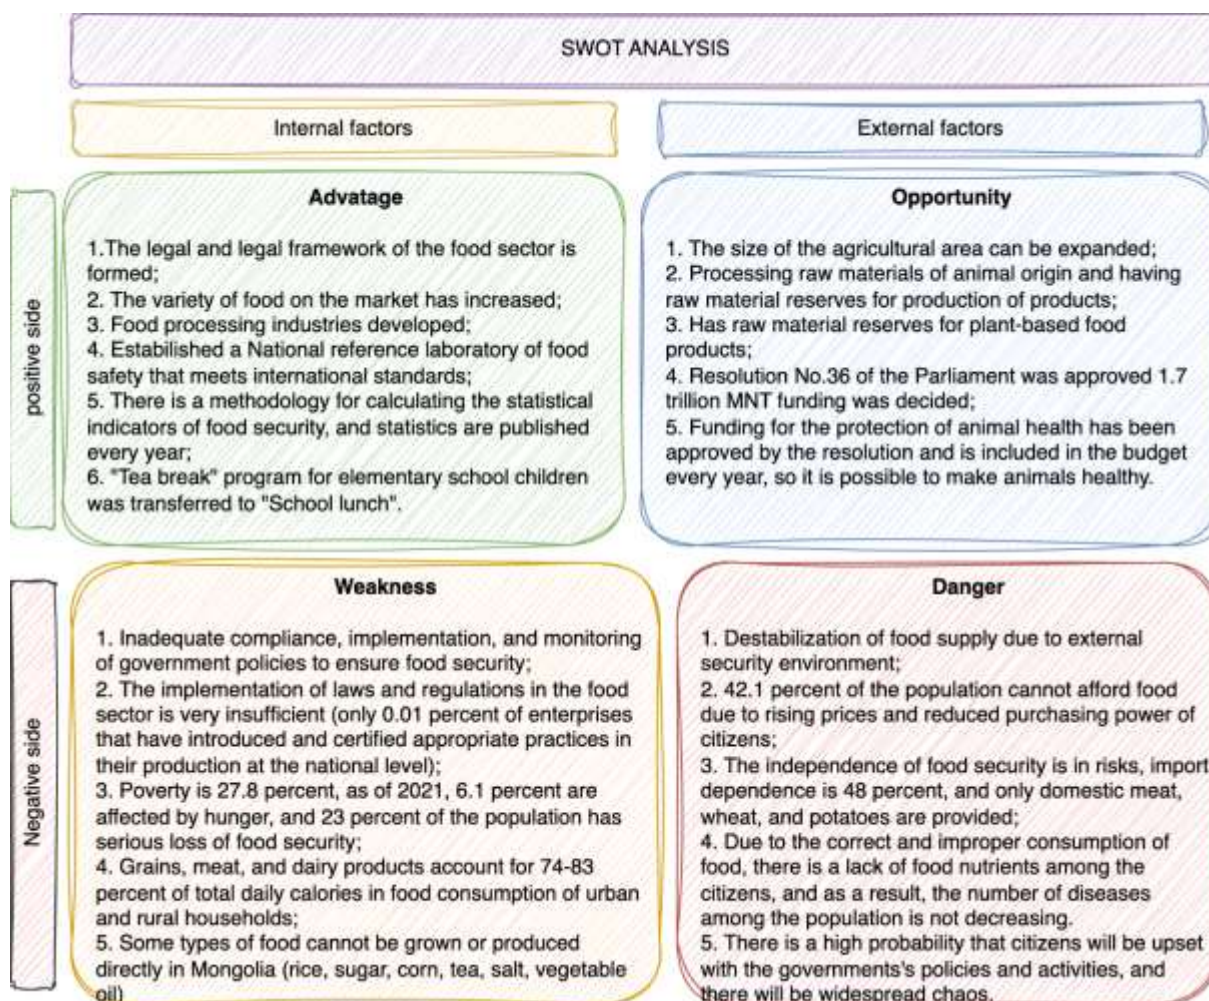 SWOT ANALYSIS
Internal factors
External factors
positive side
Advatage
1.The legal and legal framework of the food sector is
formed;
2. The variety of food on the market has increased;
3. Food processing industries developed;
4. Estabilished a National reference laboratory of food
safety that meets international standards;
5. There is a methodology for calculating the statistical
indicators of food security, and statistics are published
every year;
6. "Tea break" program for elementary school children
was transferred to "School lunch".
Opportunity
1. The size of the agricultural area can be expanded;
2. Processing raw materials of animal origin and having
raw material reserves for production of products;
3. Has raw material reserves for plant-based food
products;
4. Resolution No.36 of the Parliament was approved 1.7
trillion MNT funding was decided;
5. Funding for the protection of animal health has been
approved by the resolution and is included in the budget
every year, so it is possible to make animals healthy.
Negative side
Weakness
1. Inadequate compliance, implementation, and monitoring
of government policies to ensure food security;
2. The implementation of laws and regulations in the food
sector is very insufficient (only 0.01 percent of enterprises
that have introduced and certified appropriate practices in
their production at the national level);
3. Poverty is 27.8 percent, as of 2021, 6.1 percent are
affected by hunger, and 23 percent of the population has
serious loss of food security;
4. Grains, meat, and dairy products account for 74-83
percent of total daily calories in food consumption of urban
and rural households;
5. Some types of food cannot be grown or produced
directly in Mongolia (rice, sugar, corn, tea, salt, vegetable
oil)
Danger
1. Destabilization of food supply due to external
security environment;
2. 42.1 percent of the population cannot afford food
due to rising prices and reduced purchasing power of
citizens;
3. The independence of food security is in risks, import
dependence is 48 percent, and only domestic meat,
wheat, and potatoes are provided;
4. Due to the correct and improper consumption of
food, there is a lack of food nutrients among the
citizens, and as a result, the number of diseases
among the population is not decreasing.
5. There is a high probability that citizens will be upset
with the governments's policies and activities, and
there will be widespread chaos.